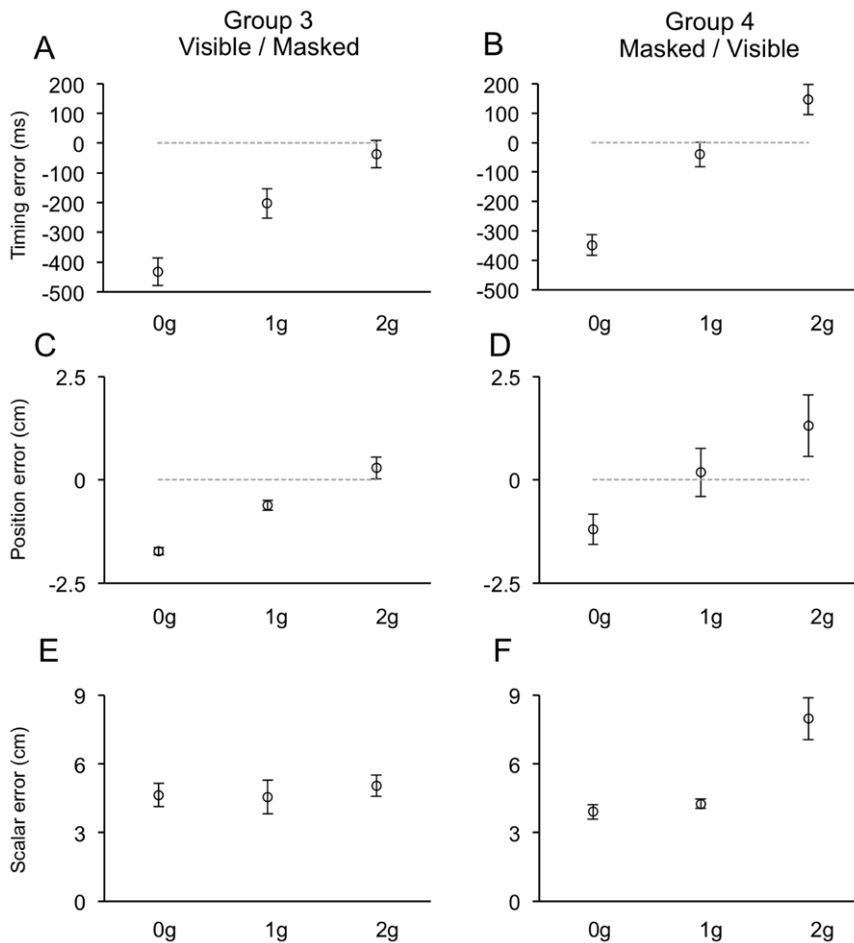 Group 3
Visible / Masked
Group 4
Masked / Visible
A
Timing error (ms)
200
100
0
-100
-200
-300
-400
-500
0g 1g 2g
B
200
100
0
-100
-200
-300
-400
-500
0g 1g 2g
C
Position error (cm)
2.5
0
-2.5
0g 1g 2g
D
2.5
0
-2.5
0g 1g 2g
E
Scalar error (cm)
9
6
3
0
0g 1g 2g
F
9
6
3
0
0g 1g 2g